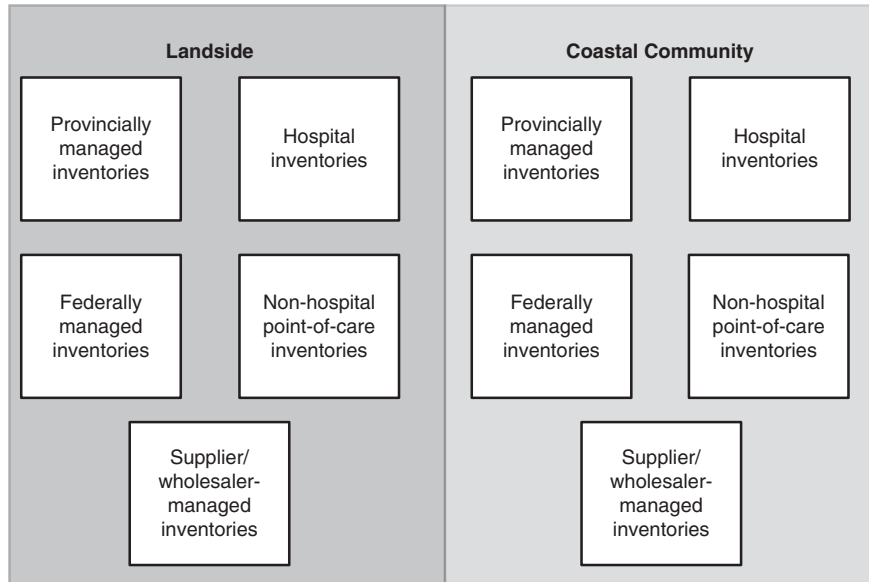 Landside
Provincially
managed
inventories
Hospital
inventories
Federally
managed
inventories
Non-hospital
point-of-care
inventories
Supplier/
wholesaler-
managed
inventories
Coastal Community
Provincially
managed
inventories
Hospital
inventories
Federally
managed
inventories
Non-hospital
point-of-care
inventories
Supplier/
wholesaler-
managed
inventories